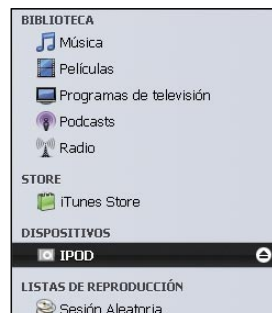 BIBLIOTECA
Música
Películas
Programas de televisión
Podcasts
Radio
STORE
iTunes Store
DISPOSITIVOS
IPOD
LISTAS DE REPRODUCCIÓN
Sesión Aleatoria